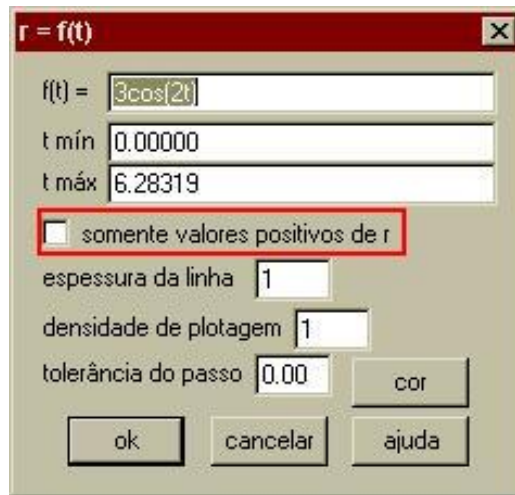 r = f(t)
f(t) = 3cos(2t)
t mín 0.00000
t máx 6.28319
somente valores positivos de r
espessura da linha 1
densidade de plotagem 1
tolerância do passo 0.00
cor
ok cancelar ajuda